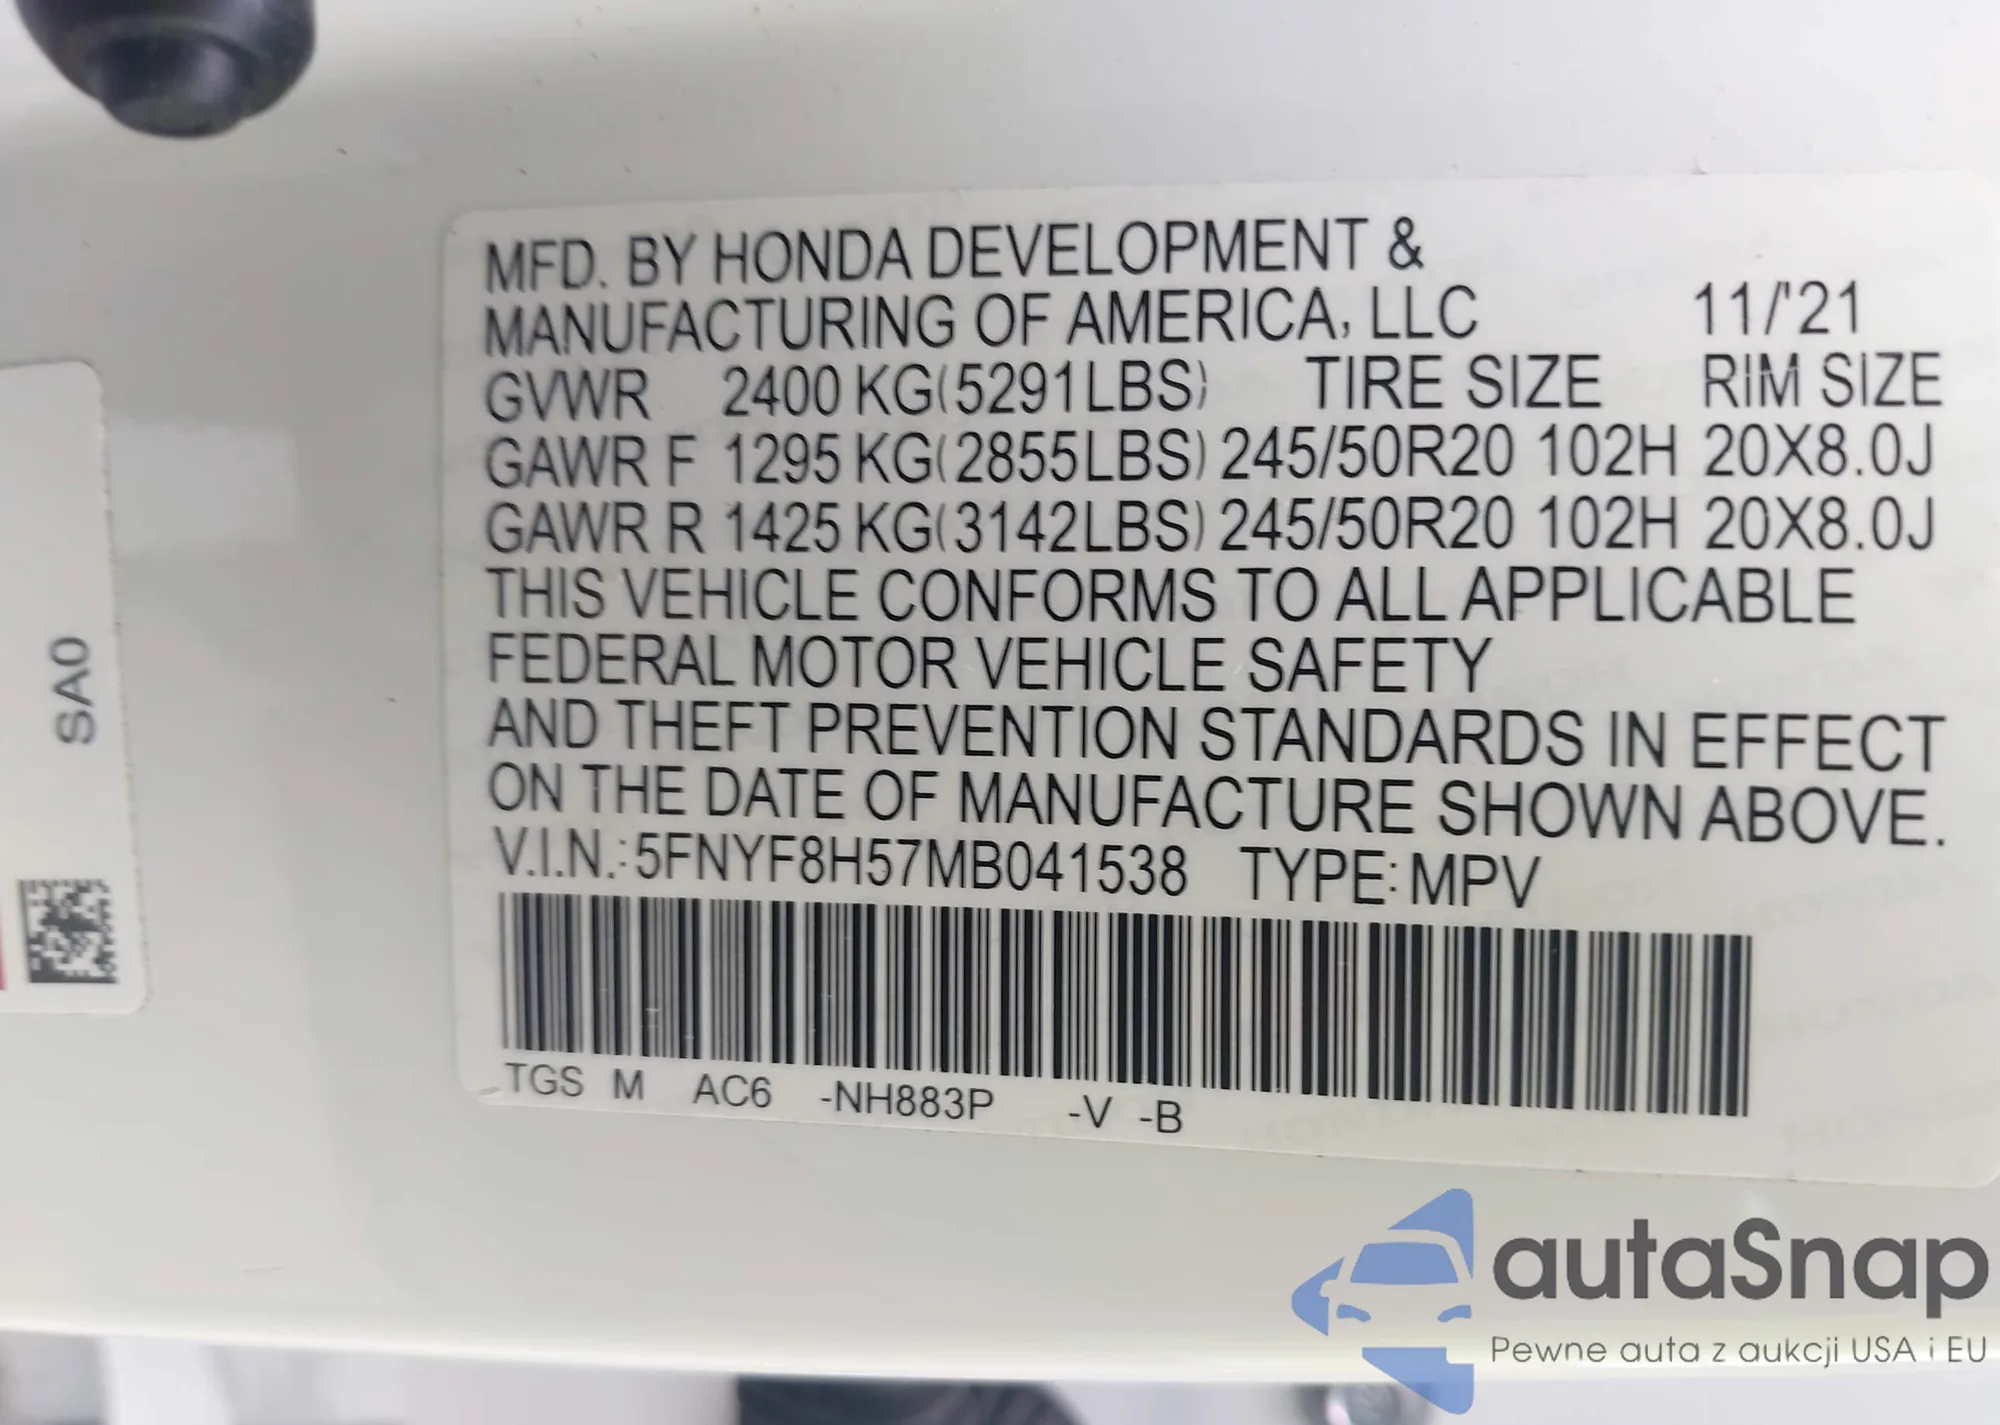 MFD. BY HONDA DEVELOPMENT &
MANUFACTURING OF AMERICA, LLC 11/'21
GVWR 2400 KG(5291LBS) TIRE SIZE RIM SIZE
GAWR F 1295 KG(2855LBS) 245/50R20 102H 20X8.0J
GAWR R 1425 KG(3142LBS) 245/50R20 102H 20X8.0J
THIS VEHICLE CONFORMS TO ALL APPLICABLE
FEDERAL MOTOR VEHICLE SAFETY
AND THEFT PREVENTION STANDARDS IN EFFECT
ON THE DATE OF MANUFACTURE SHOWN ABOVE.
V.I.N.:5FNYF8H57MB041538 TYPE:MPV
TGS M AC6 -NH883P -V -B
SA0
autaSnap
Pewne auta z aukcji USA i EU